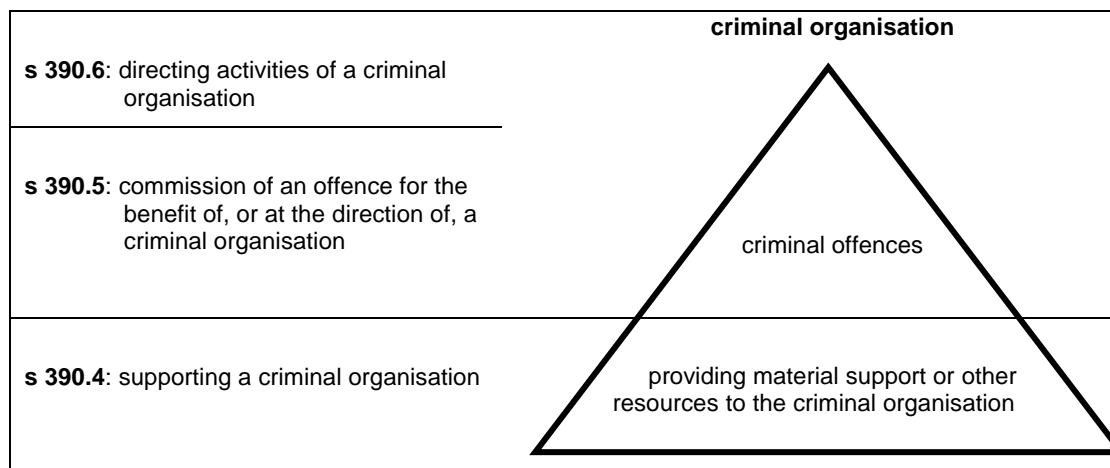 criminal organisation
s 390.6: directing activities of a criminal
organisation
s 390.5: commission of an offence for the
benefit of, or at the direction of, a
criminal organisation
criminal offences
s 390.4: supporting a criminal organisation
providing material support or other
resources to the criminal organisation